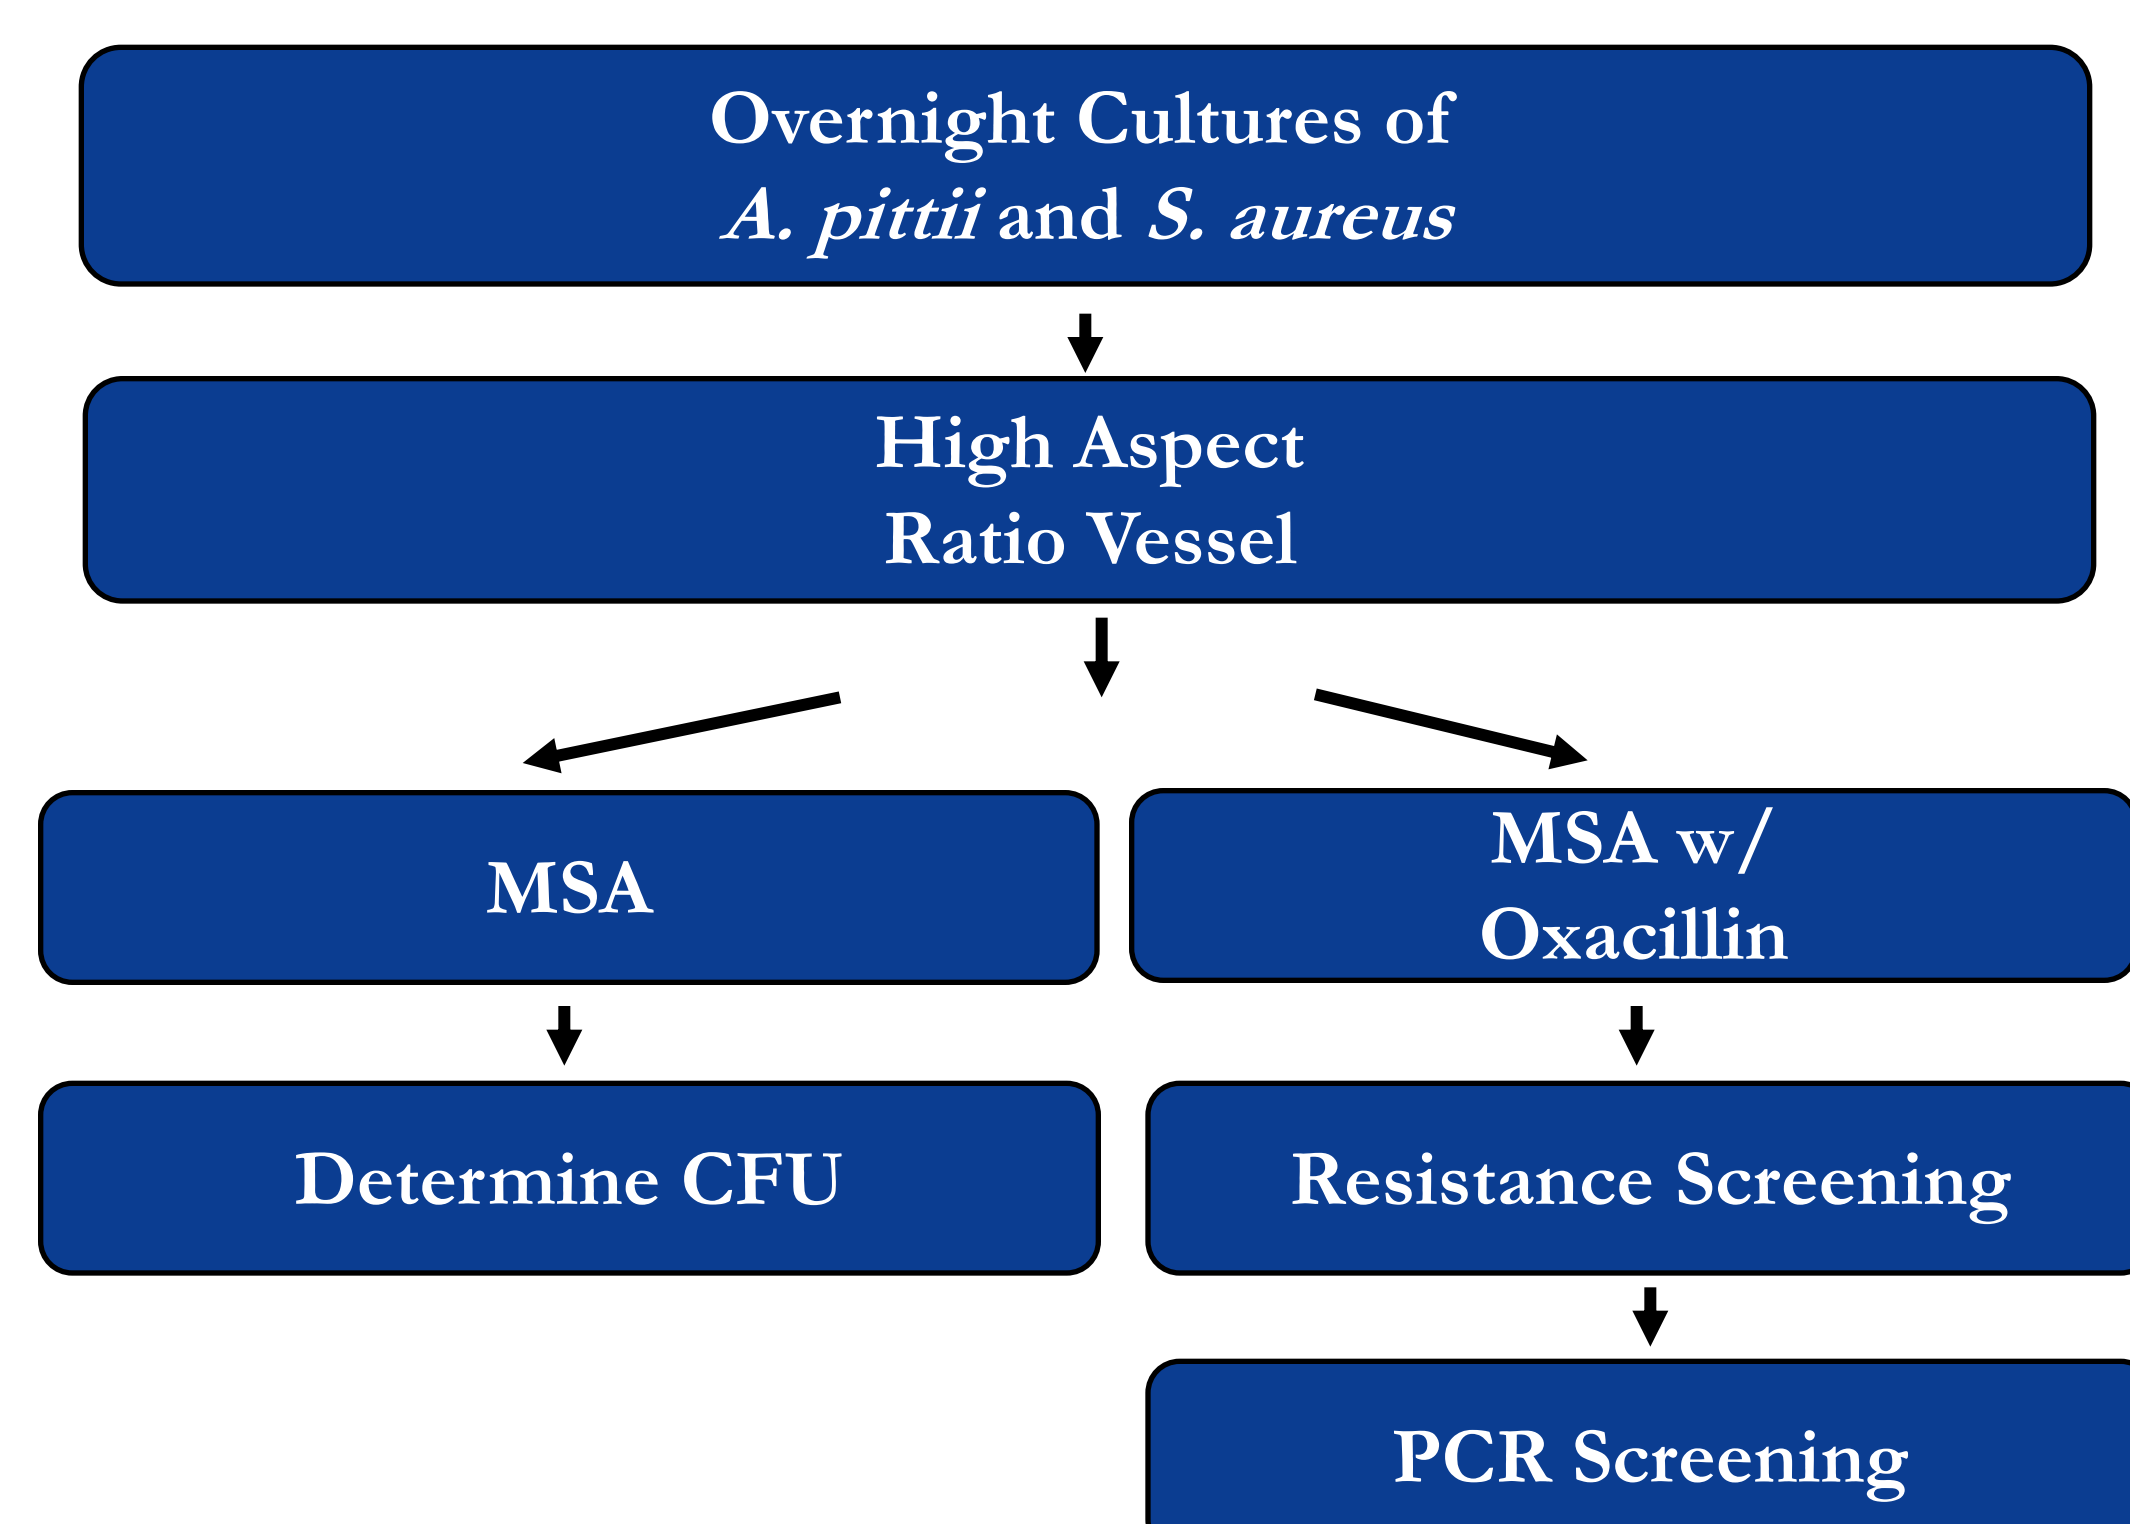 Overnight Cultures of
A. pittii and S. aureus
High Aspect
Ratio Vessel
MSA
MSA w/
Oxacillin
Determine CFU
Resistance Screening
PCR Screening